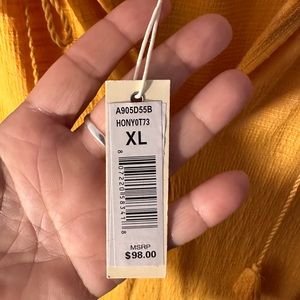 A905D55B
HONY0T73
XL
MSRP
$98.00